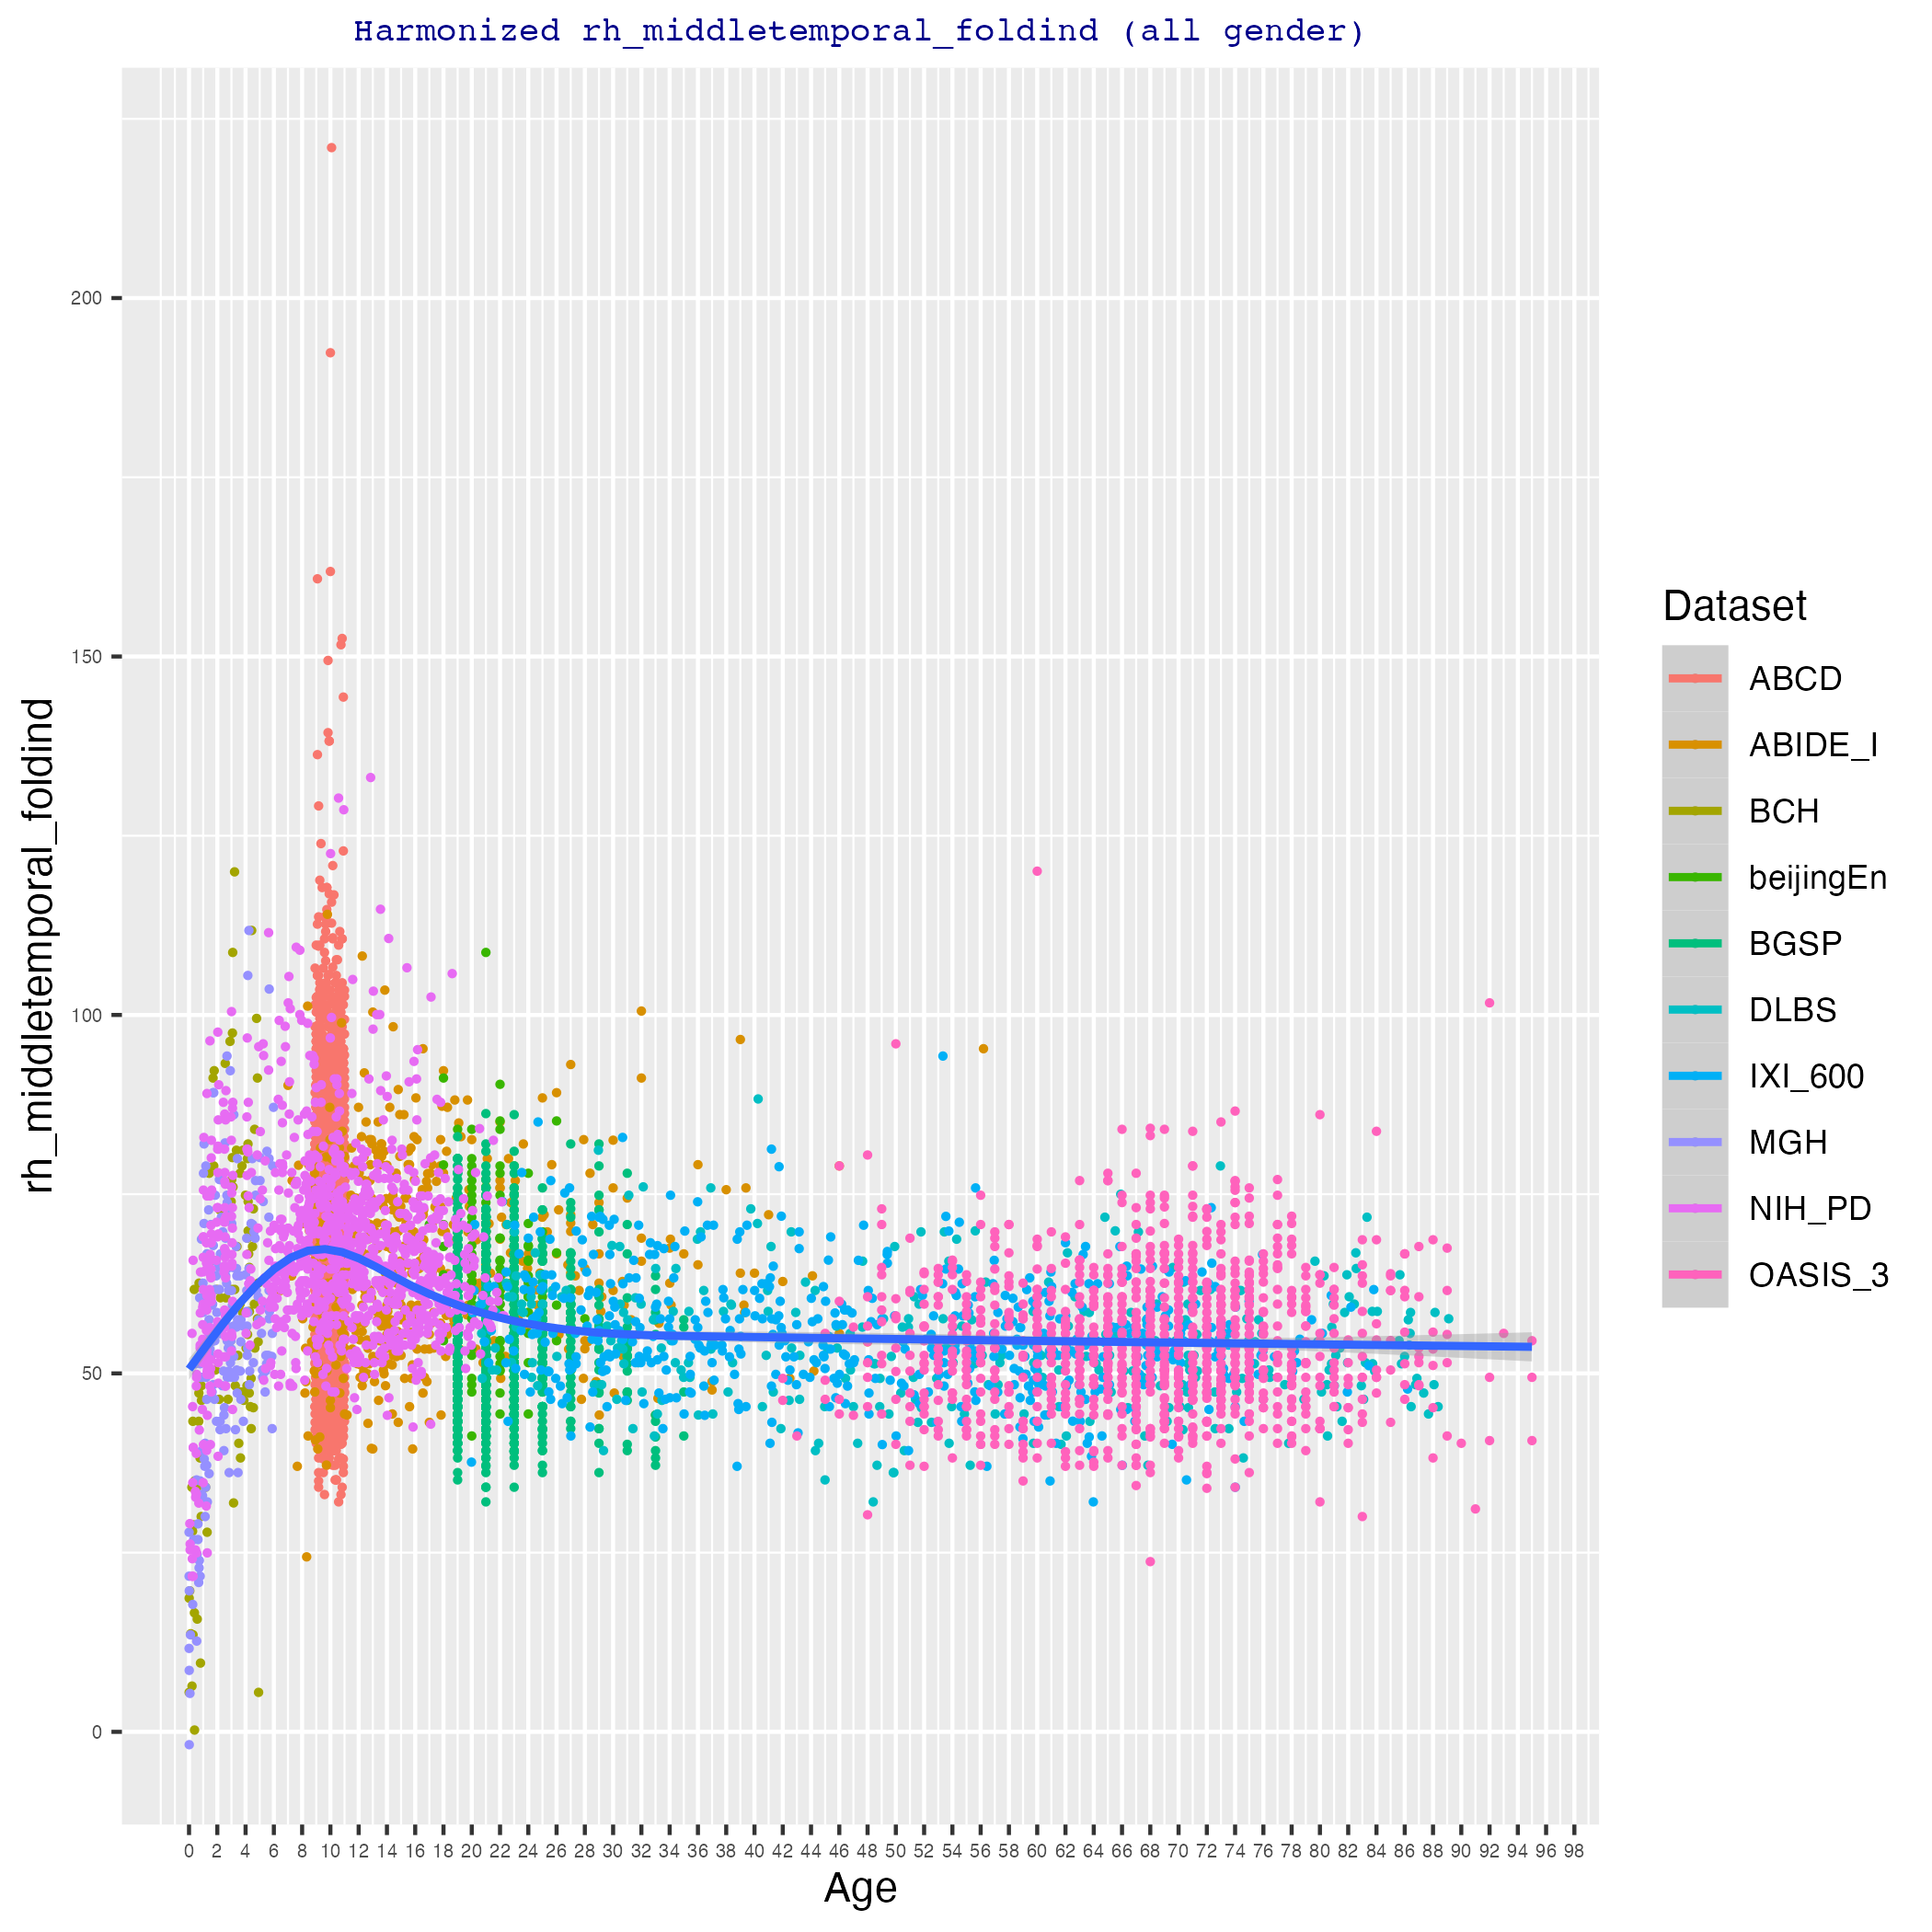 Harmonized rh_middletemporal_foldind (all gender)
rh_middletemporal_foldind
200
150
100
50
0
0 2 4 6 8 10 12 14 16 18 20 22 24 26 28 30 32 34 36 38 40 42 44 46 48 50 52 54 56 58 60 62 64 66 68 70 72 74 76 78 80 82 84 86 88 90 92 94 96 98
Age
Dataset
ABCD
ABIDE_I
BCH
beijingEn
BGSP
DLBS
IXI_600
MGH
NIH_PD
OASIS_3